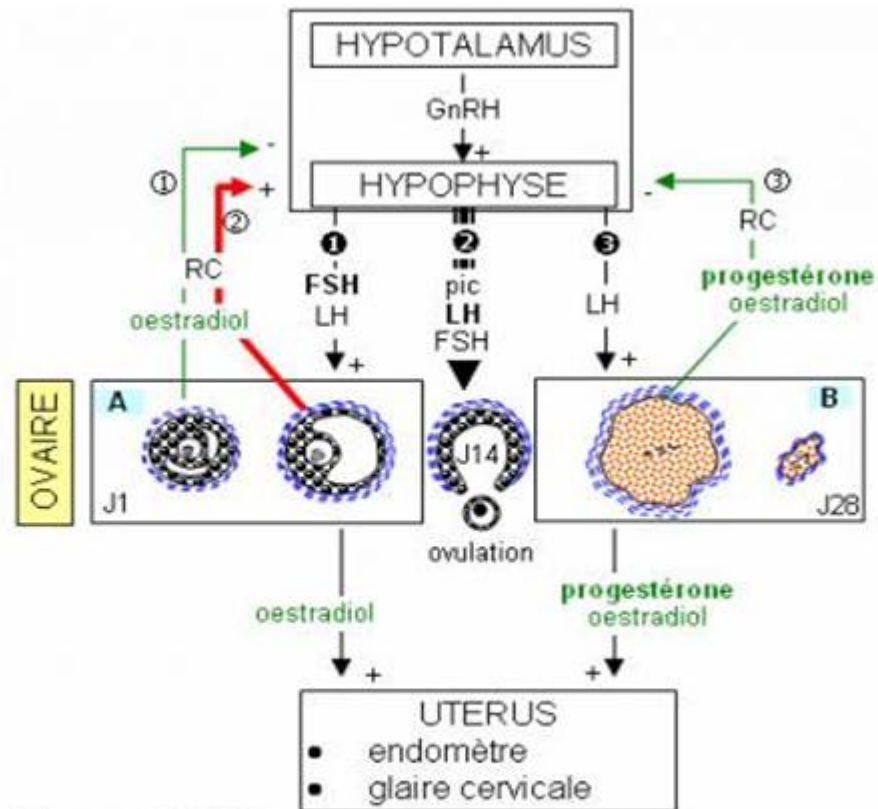 HYPOTALAMUS
GnRH
+
HYPOPHYSE
①
-
②
+
RC
oestradiol
❶
FSH
LH
+
❷
pic
LH
FSH
❸
LH
+
-
③
RC
progestérone
oestradiol
OVAIRE
A
J1
J14
ovulation
B
J28
oestradiol
+
progestérone
oestradiol
+
UTERUS
• endomètre
• glaire cervicale